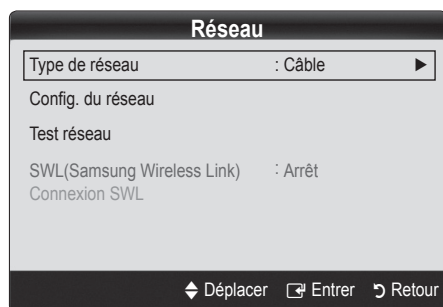 Réseau
Type de réseau : Câble ▶
Config. du réseau
Test réseau
SWL(Samsung Wireless Link) : Arrêt
Connexion SWL
Déplacer Entrer Retour